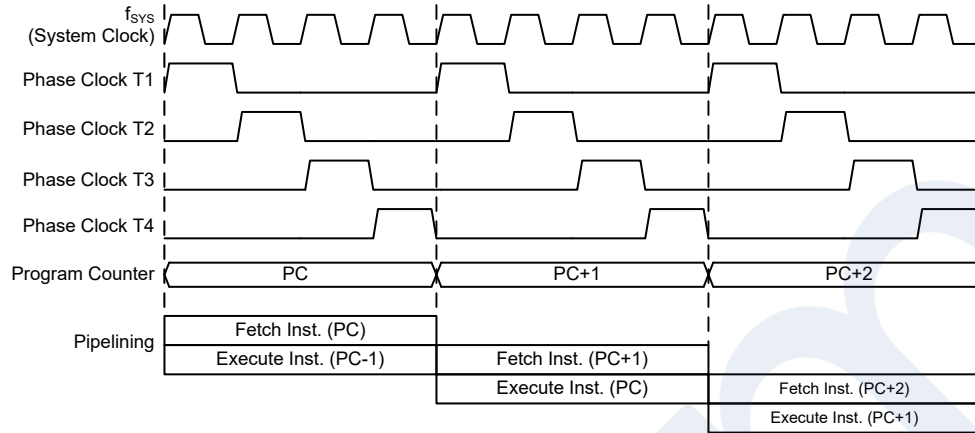 fSYS
(System Clock)
Phase Clock T1
Phase Clock T2
Phase Clock T3
Phase Clock T4
Program Counter PC PC+1 PC+2
Pipelining
Fetch Inst. (PC)
Execute Inst. (PC-1) Fetch Inst. (PC+1)
Execute Inst. (PC) Fetch Inst. (PC+2)
Execute Inst. (PC+1)